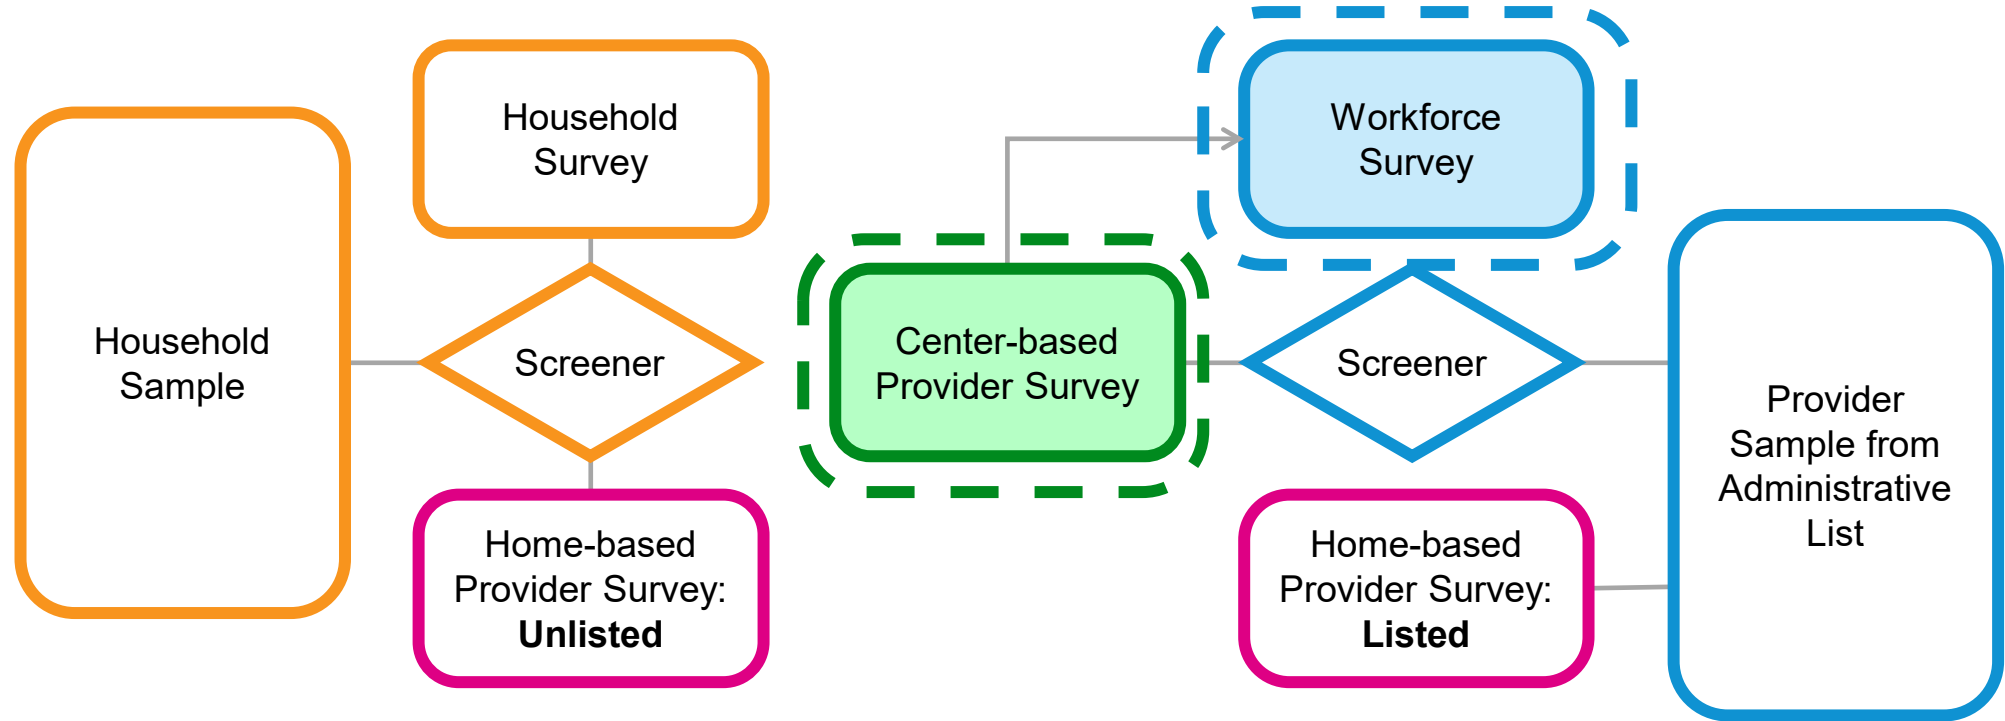 Household
Sample
Household
Survey
Screener
Home-based
Provider Survey:
Unlisted
Center-based
Provider Survey
Workforce
Survey
Screener
Home-based
Provider Survey:
Listed
Provider
Sample from
Administrative
List